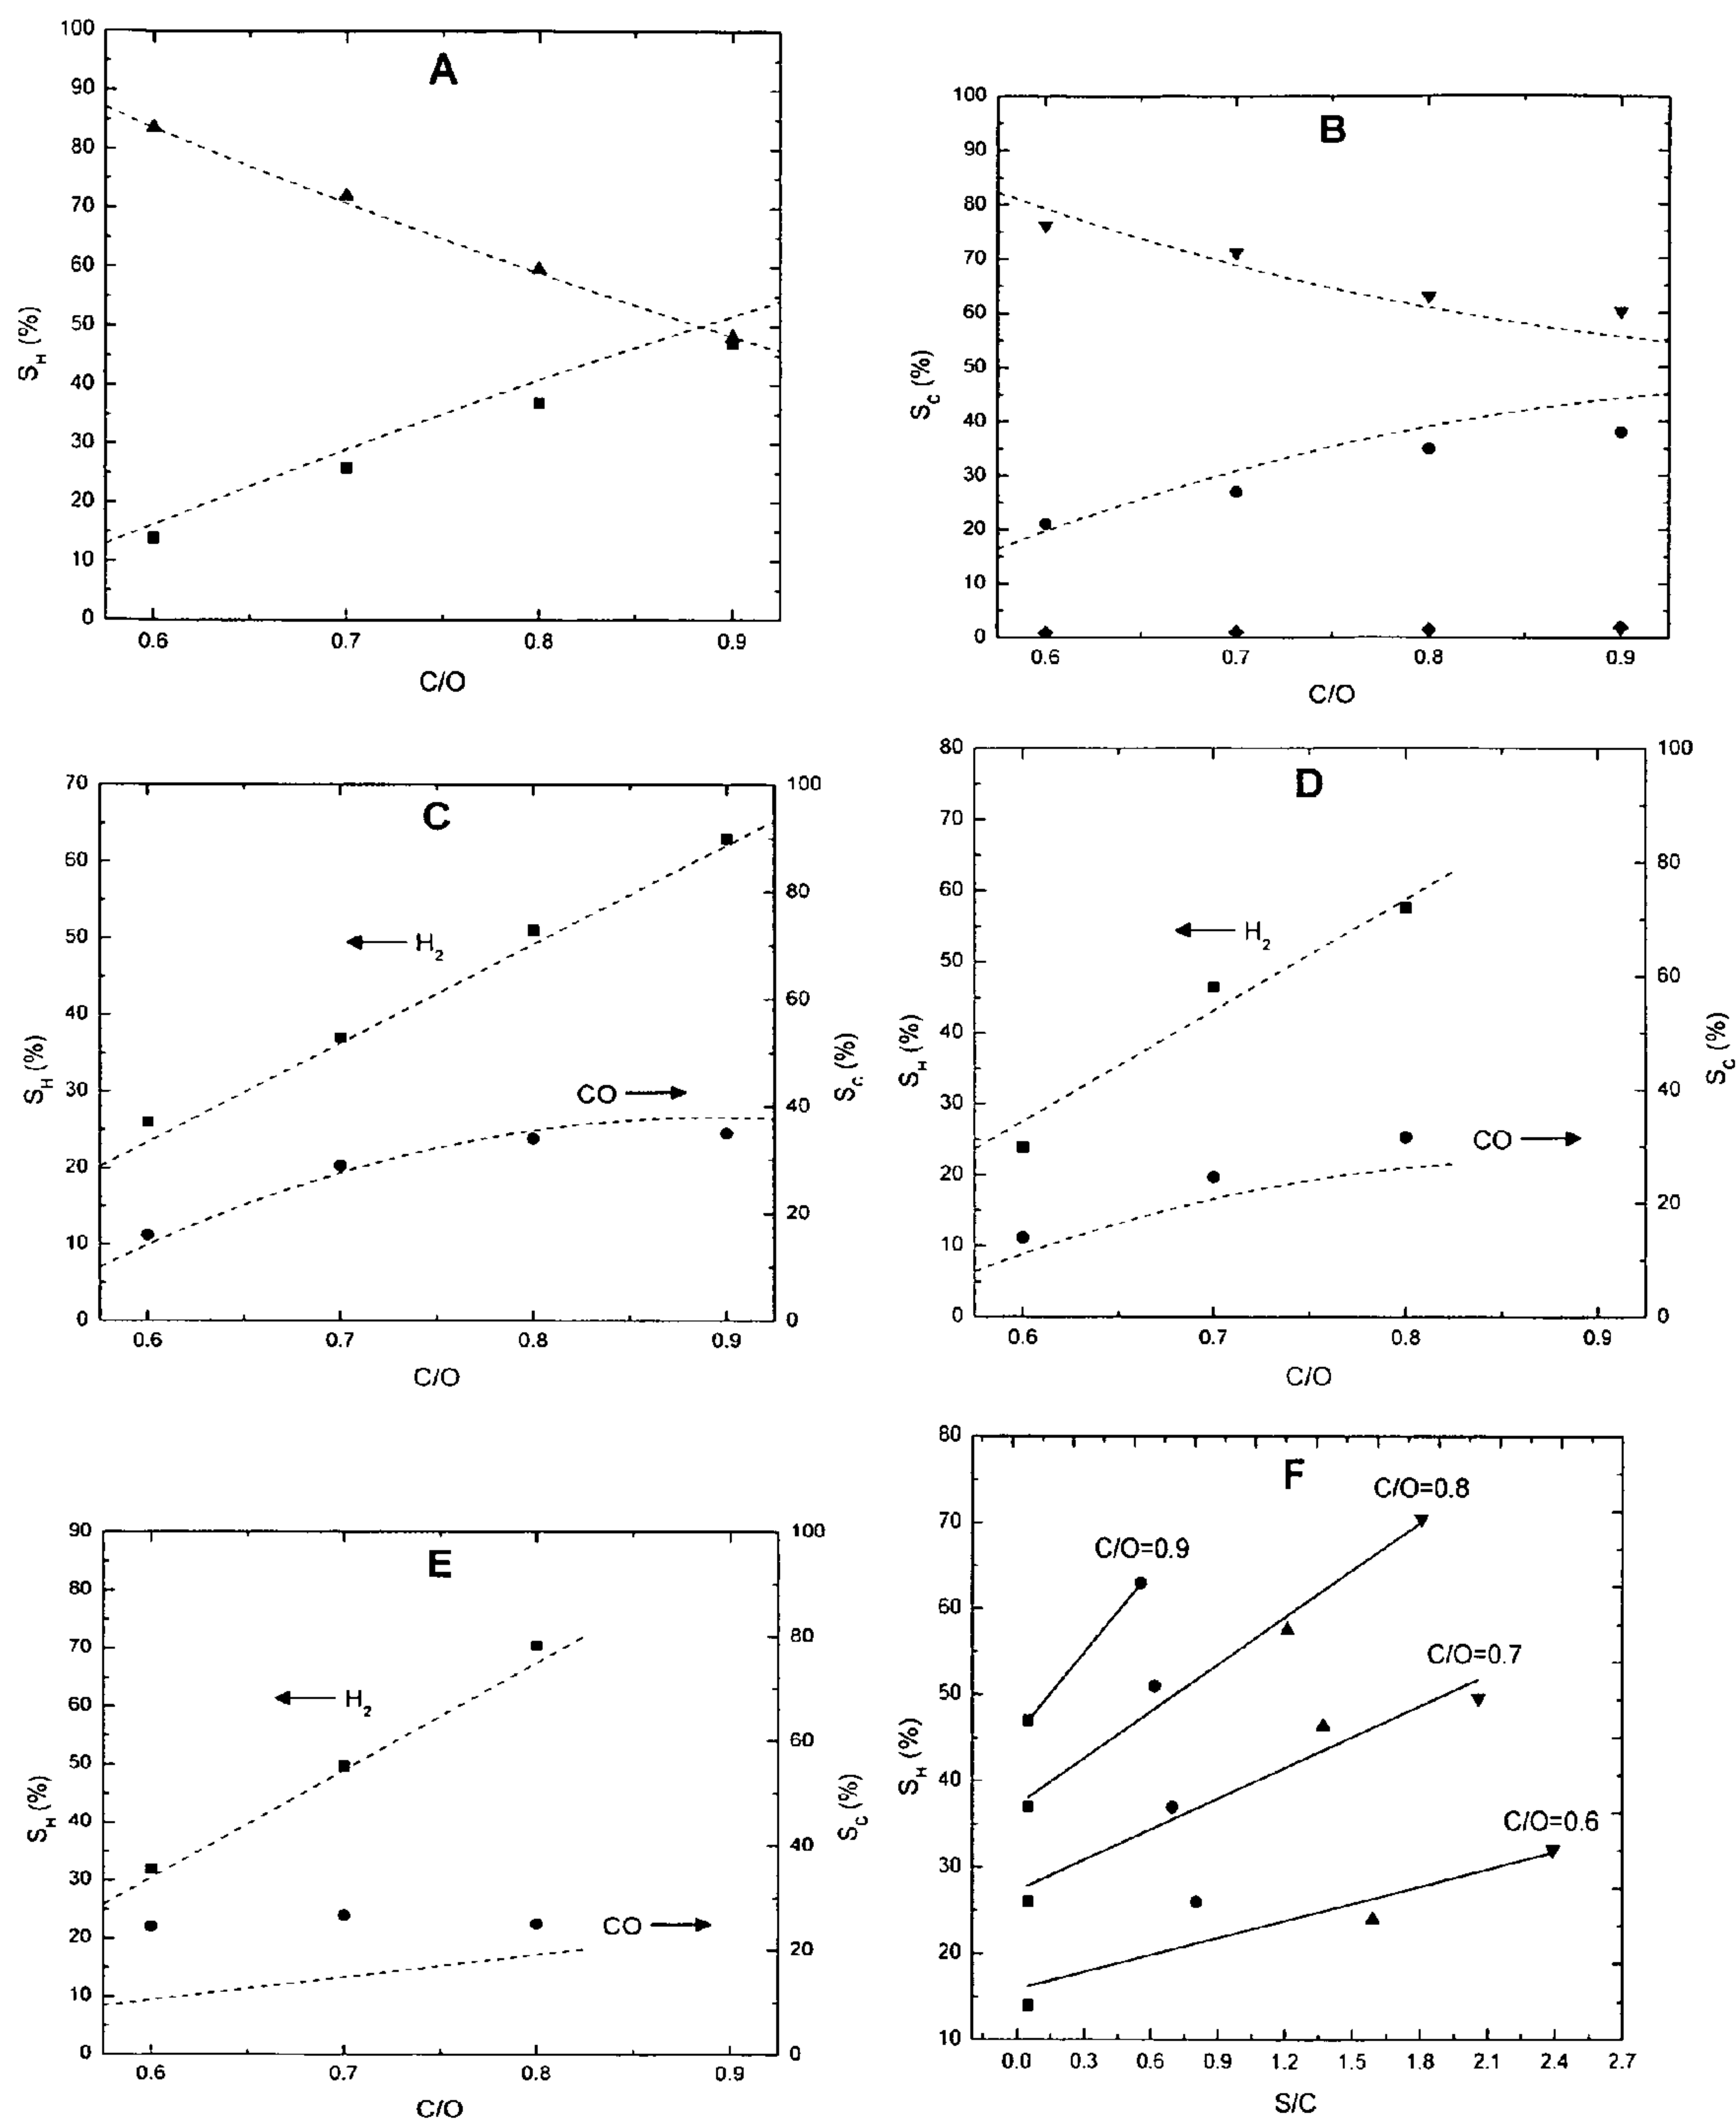 A
100
90
80
70
60
50
40
30
20
10
0
S_H (%)
0.6 0.7 0.8 0.9
C/O
B
100
90
80
70
60
50
40
30
20
10
0
S_C (%)
0.6 0.7 0.8 0.9
C/O
C
70
60
50
40
30
20
10
0
S_H (%)
H_2
CO
100
80
60
40
20
0
S_C (%)
0.6 0.7 0.8 0.9
C/O
D
80
70
60
50
40
30
20
10
0
S_H (%)
H_2
CO
100
80
60
40
20
0
S_C (%)
0.6 0.7 0.8 0.9
C/O
E
90
80
70
60
50
40
30
20
10
0
S_H (%)
H_2
CO
100
80
60
40
20
0
S_C (%)
0.6 0.7 0.8 0.9
C/O
F
80
70
60
50
40
30
20
10
S_H (%)
C/O=0.8
C/O=0.9
C/O=0.7
C/O=0.6
0.0 0.3 0.6 0.9 1.2 1.5 1.8 2.1 2.4 2.7
S/C